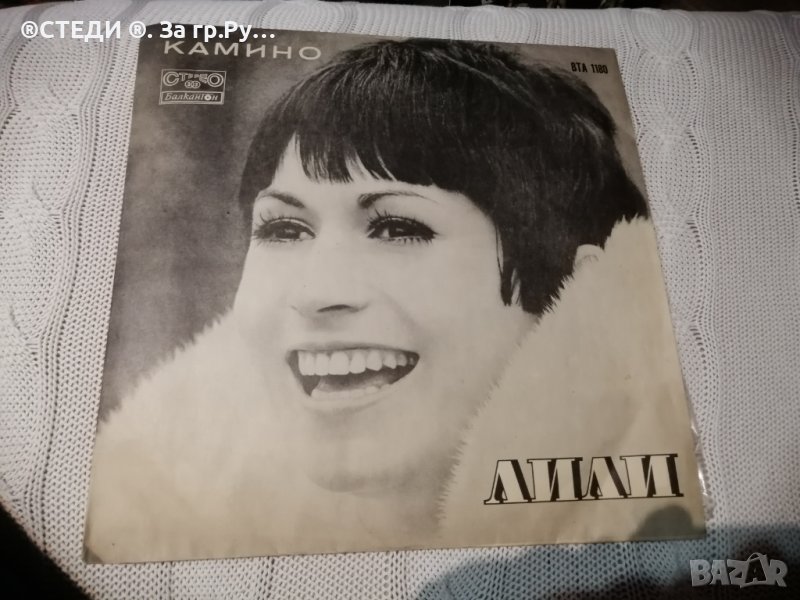 ®СТЕДИ ®. За гр.Ру...
КАМИНО
ВТА 1180
СТЕРЕО
Балкантон
ЛИЛИ
BAZAR